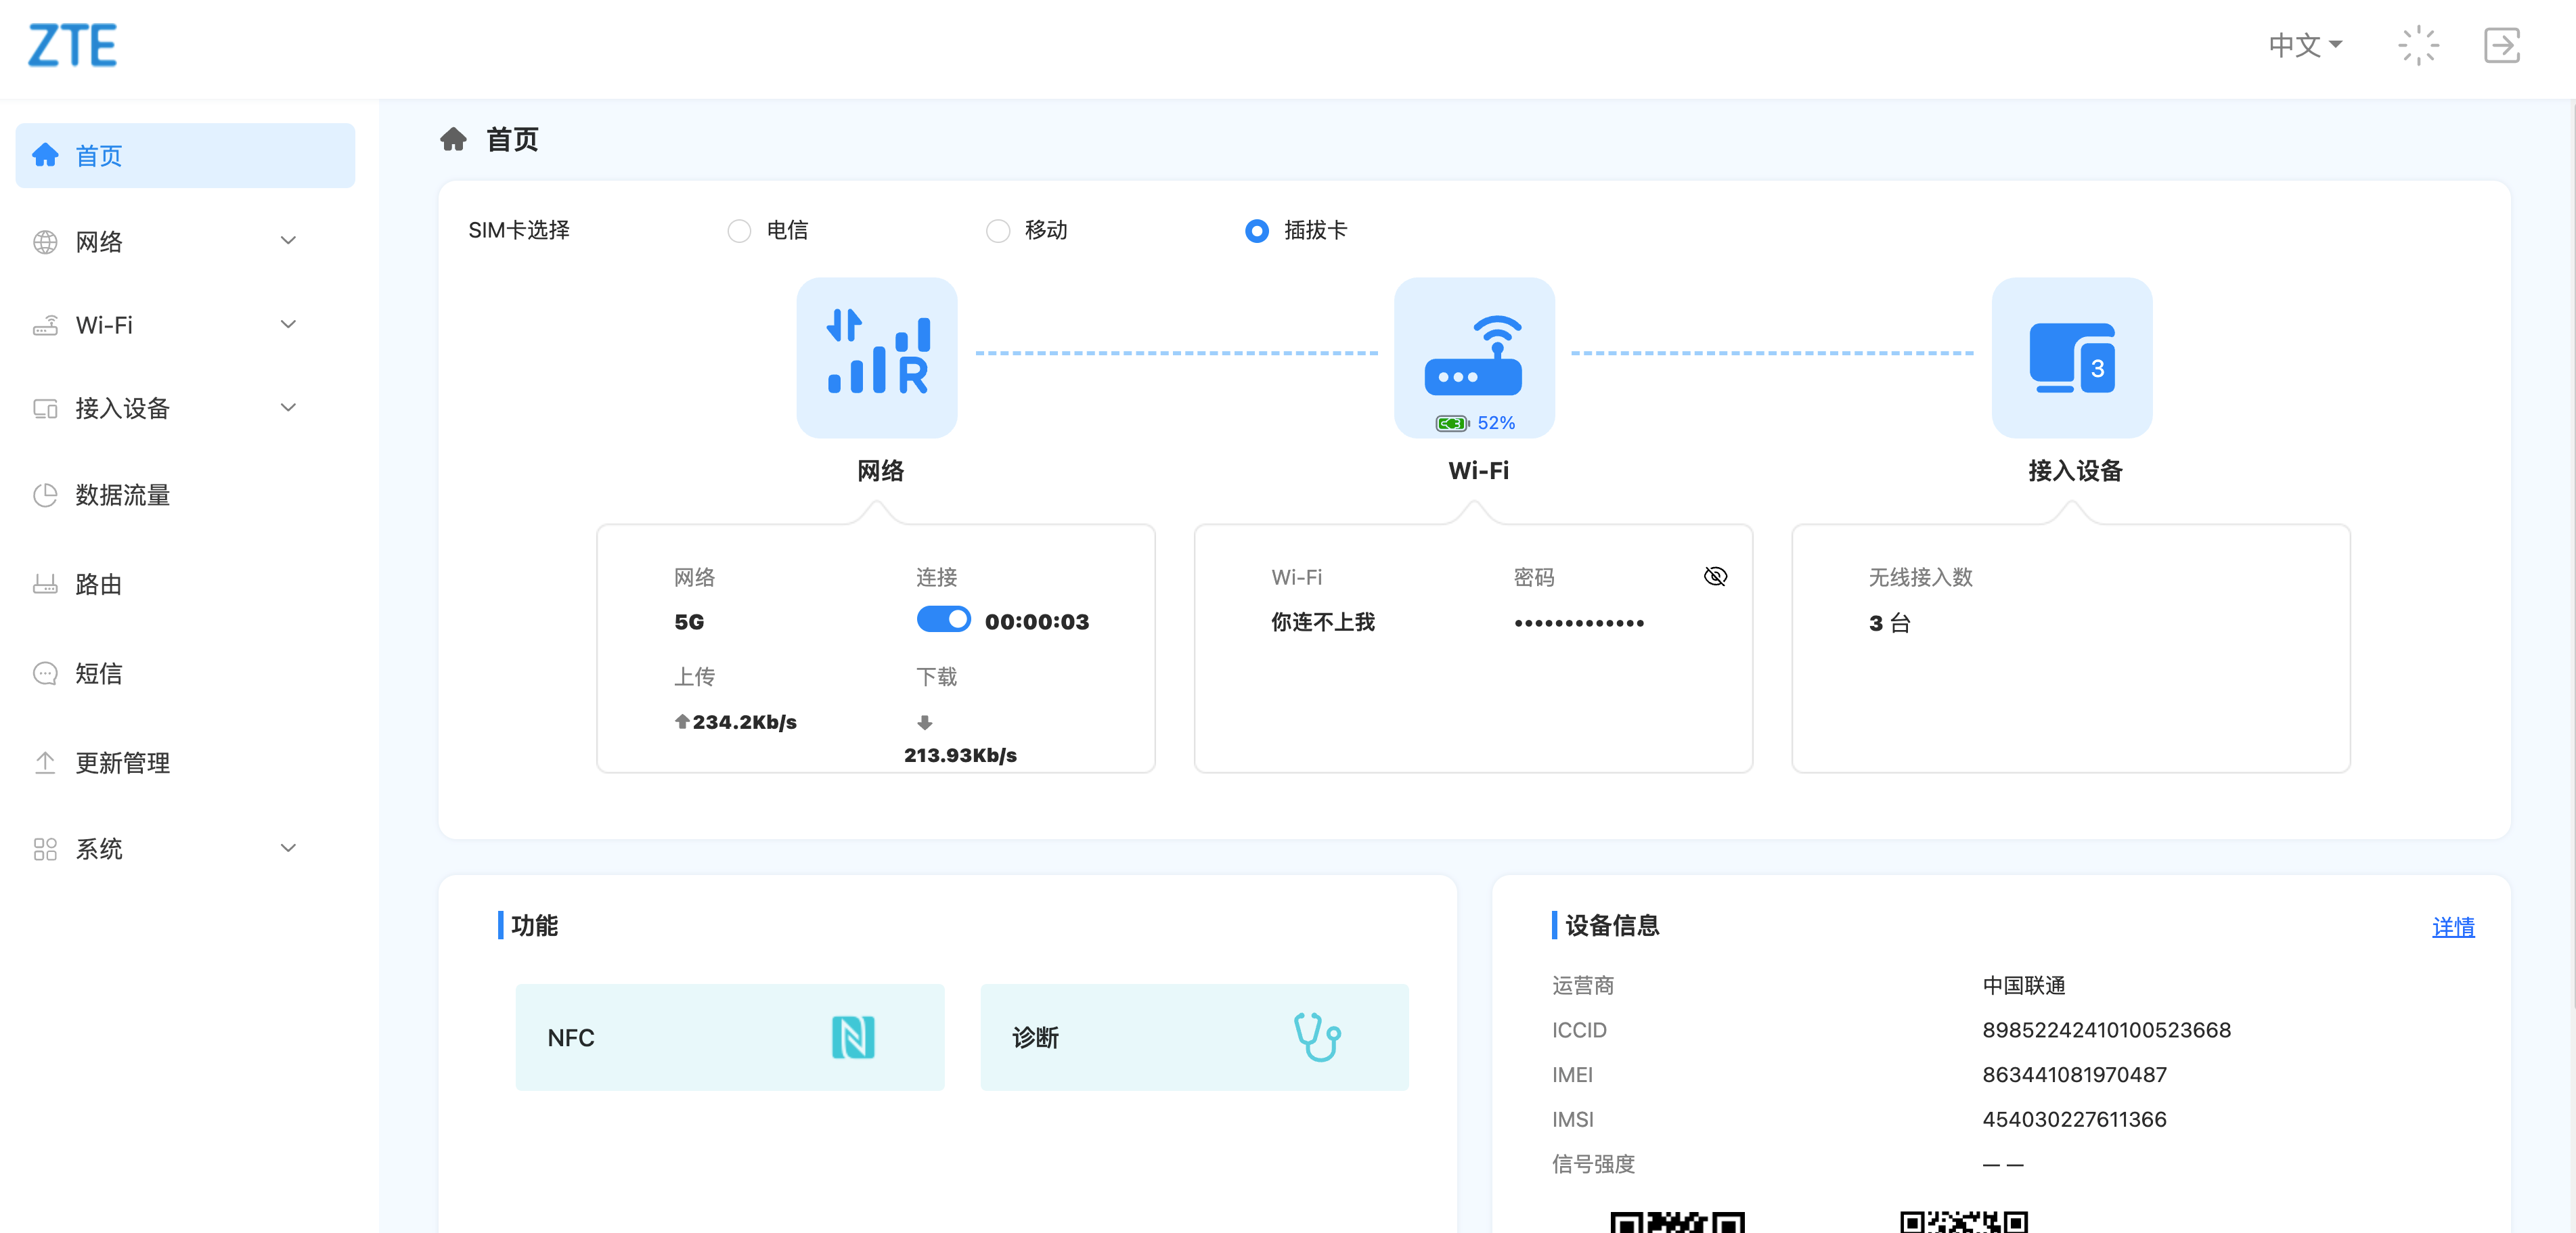 ZTE
中文
首页
网络
Wi-Fi
接入设备
数据流量
路由
短信
更新管理
系统
首页
SIM卡选择 电信 移动 插拔卡
R
52%
3
网络 Wi-Fi 接入设备
网络 连接
5G 00:00:03
上传 下载
234.2Kb/s
213.93Kb/s
Wi-Fi 密码
你连不上我 •••••••••••••
无线接入数
3 台
功能
NFC
诊断
设备信息 详情
运营商 中国联通
ICCID 89852242410100523668
IMEI 863441081970487
IMSI 454030227611366
信号强度 — —